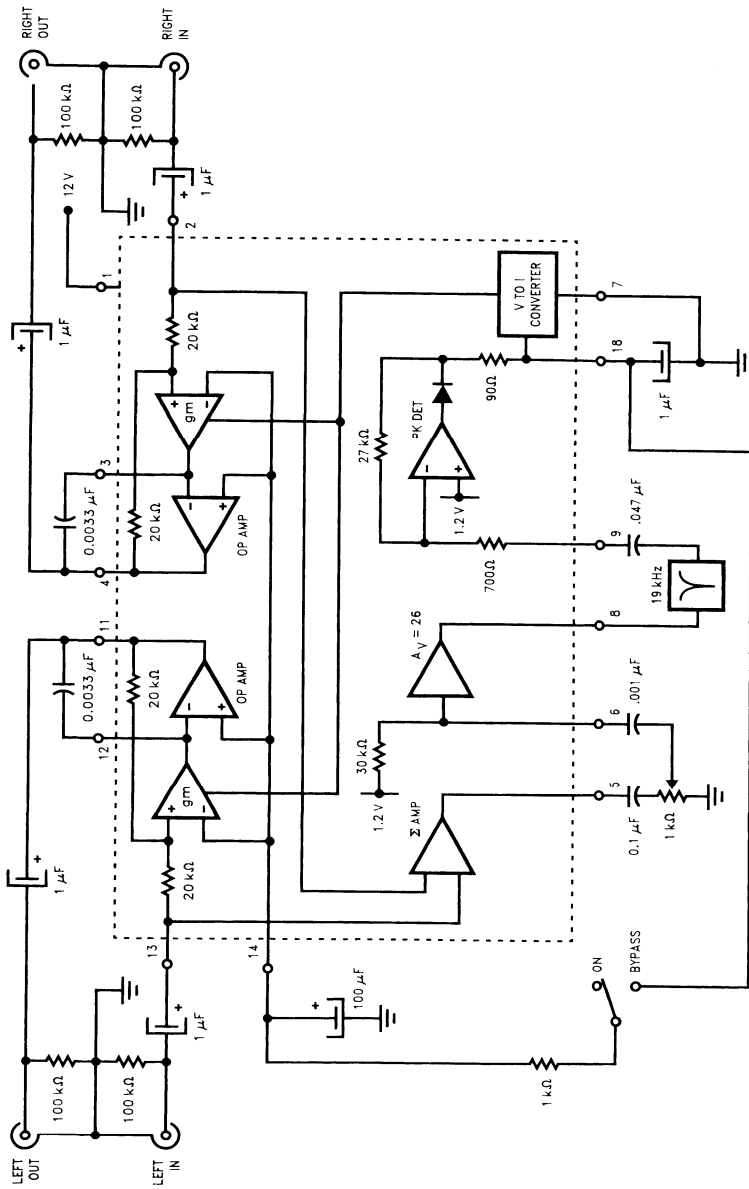 LEFT
OUT
LEFT
IN
RIGHT
OUT
RIGHT
IN
100 kΩ
100 kΩ
100 kΩ
100 kΩ
1 μF
+
1 μF
+
1 μF
+
1 μF
+
12 V
1
2
3
4
11
12
13
14
0.0033 μF
0.0033 μF
20 kΩ
20 kΩ
20 kΩ
20 kΩ
gm
+
−
gm
+
−
OP AMP
−
+
OP AMP
−
+
100 μF
+
1.2 V
30 kΩ
Σ AMP
A V = 26
700Ω
27 kΩ
1.2 V
−
+
PK DET
90Ω
V TO I
CONVERTER
5
6
8
9
18
7
0.1 μF
.001 μF
1 kΩ
19 kHz
.047 μF
1 μF
ON
BYPASS
1 kΩ